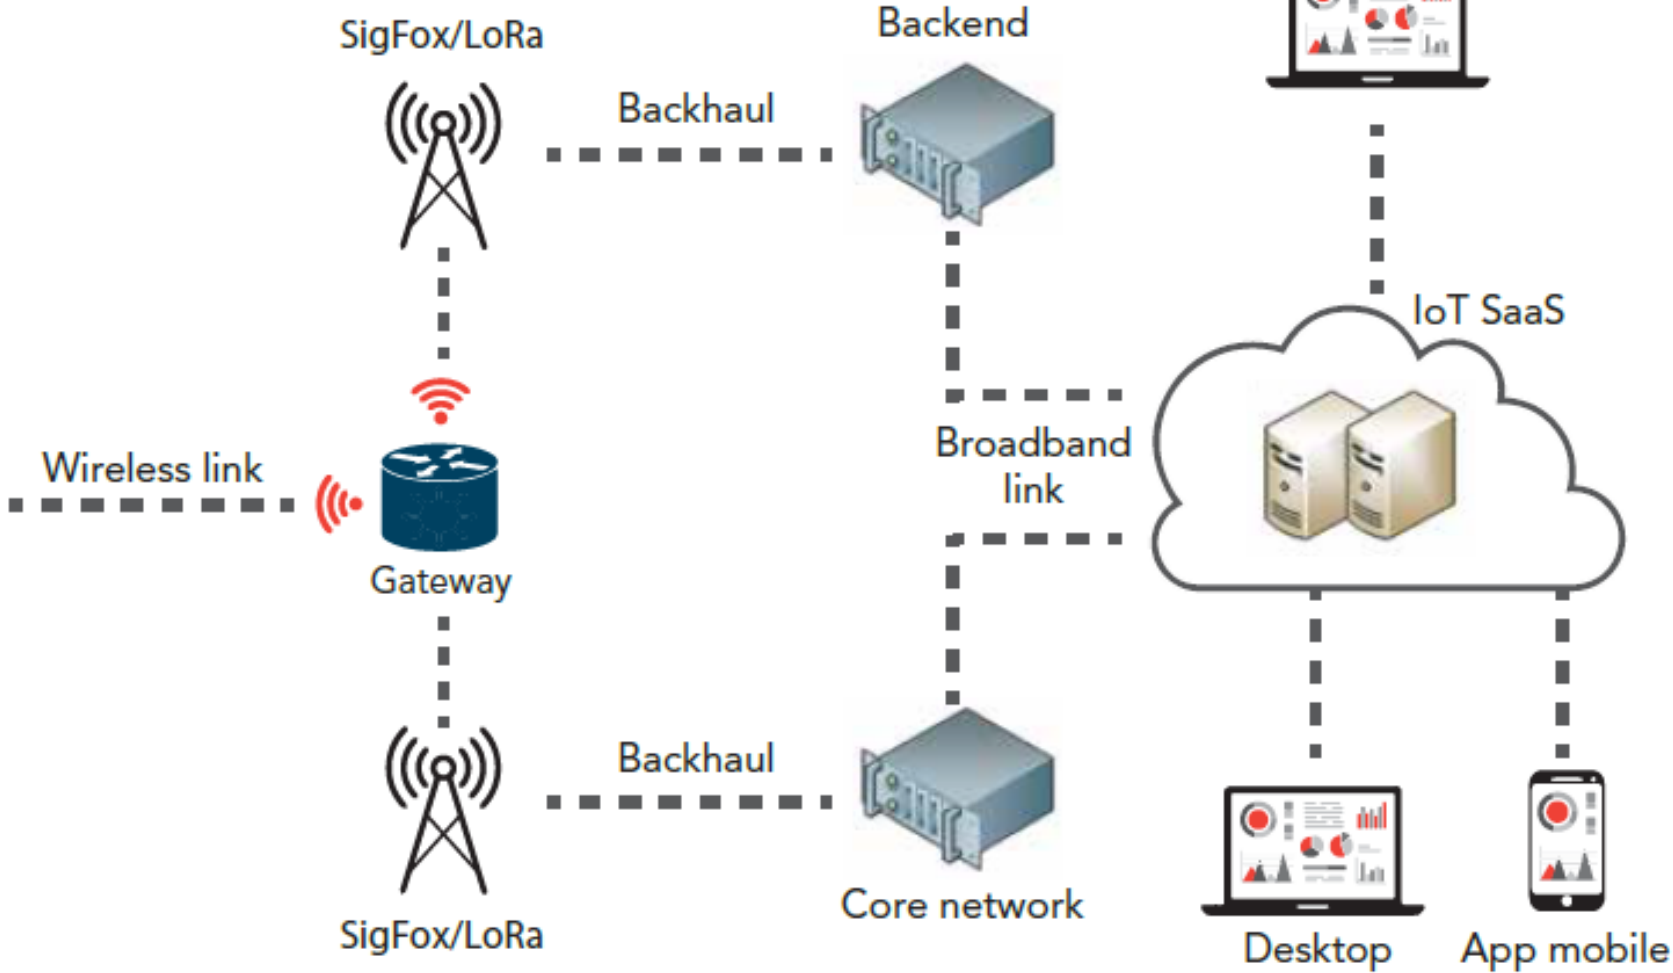 SigFox/LoRa
Backend
Backhaul
IoT SaaS
Broadband
link
Wireless link
Gateway
Backhaul
Core network
SigFox/LoRa
Desktop
App mobile